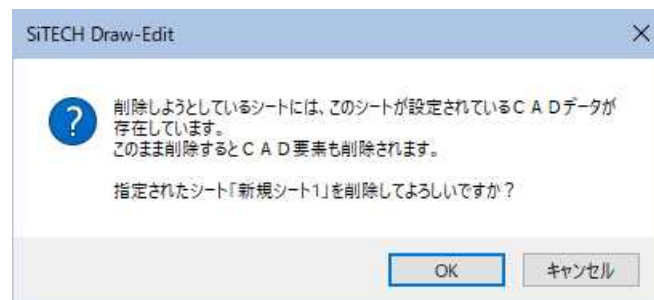 SiTECH Draw-Edit
削除しようとしているシートには、このシートが設定されているＣＡＤデータが
存在しています。
このまま削除するとＣＡＤ要素も削除されます。
指定されたシート「新規シート1」を削除してよろしいですか？
OK
キャンセル